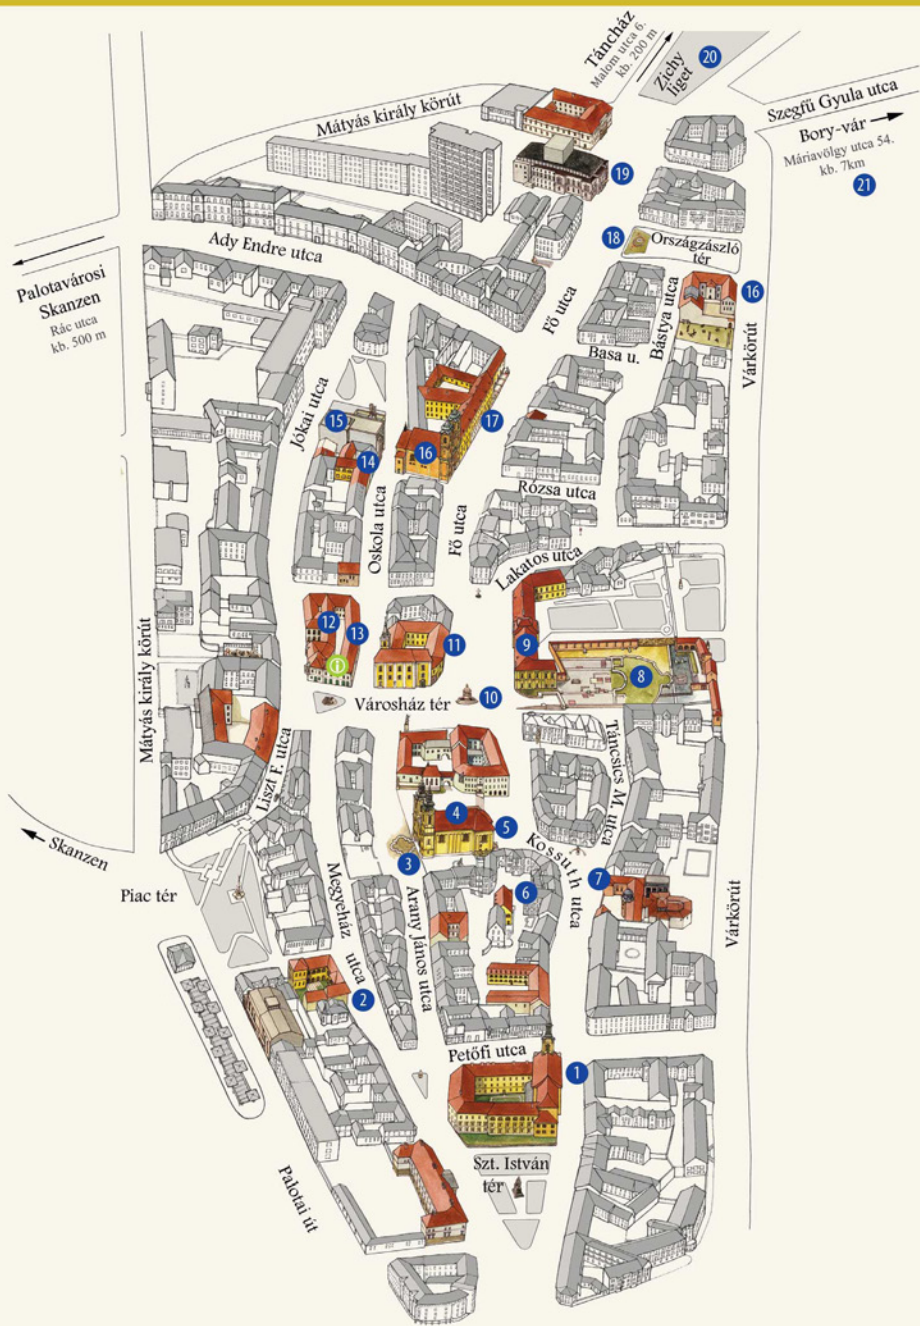 Táncház
Malom utca 6.
kb. 200 m
Zichy
liget
20
Szegfű Gyula utca
Mátyás király körút
Bory-vár
Máriavölgy utca 54.
kb. 7km
21
19
18
Országzászló
tér
Ady Endre utca
Palotavárosi
Skanzen
Rác utca
kb. 500 m
Fő utca
Bástya utca
16
Basa u.
Várkörút
Jókai utca
15
17
14
16
Oskola utca
Rózsa utca
Fő utca
Lakatos utca
12
13
11
9
8
i
10
Városház tér
Mátyás király körút
Liszt F. utca
Táncsics M. utca
4
5
Kossuth utca
3
Skanzen
Piac tér
Megyeház
utca
Arany János utca
6
7
Várkörút
2
Petőfi utca
1
Szt. István
tér
Palotai út